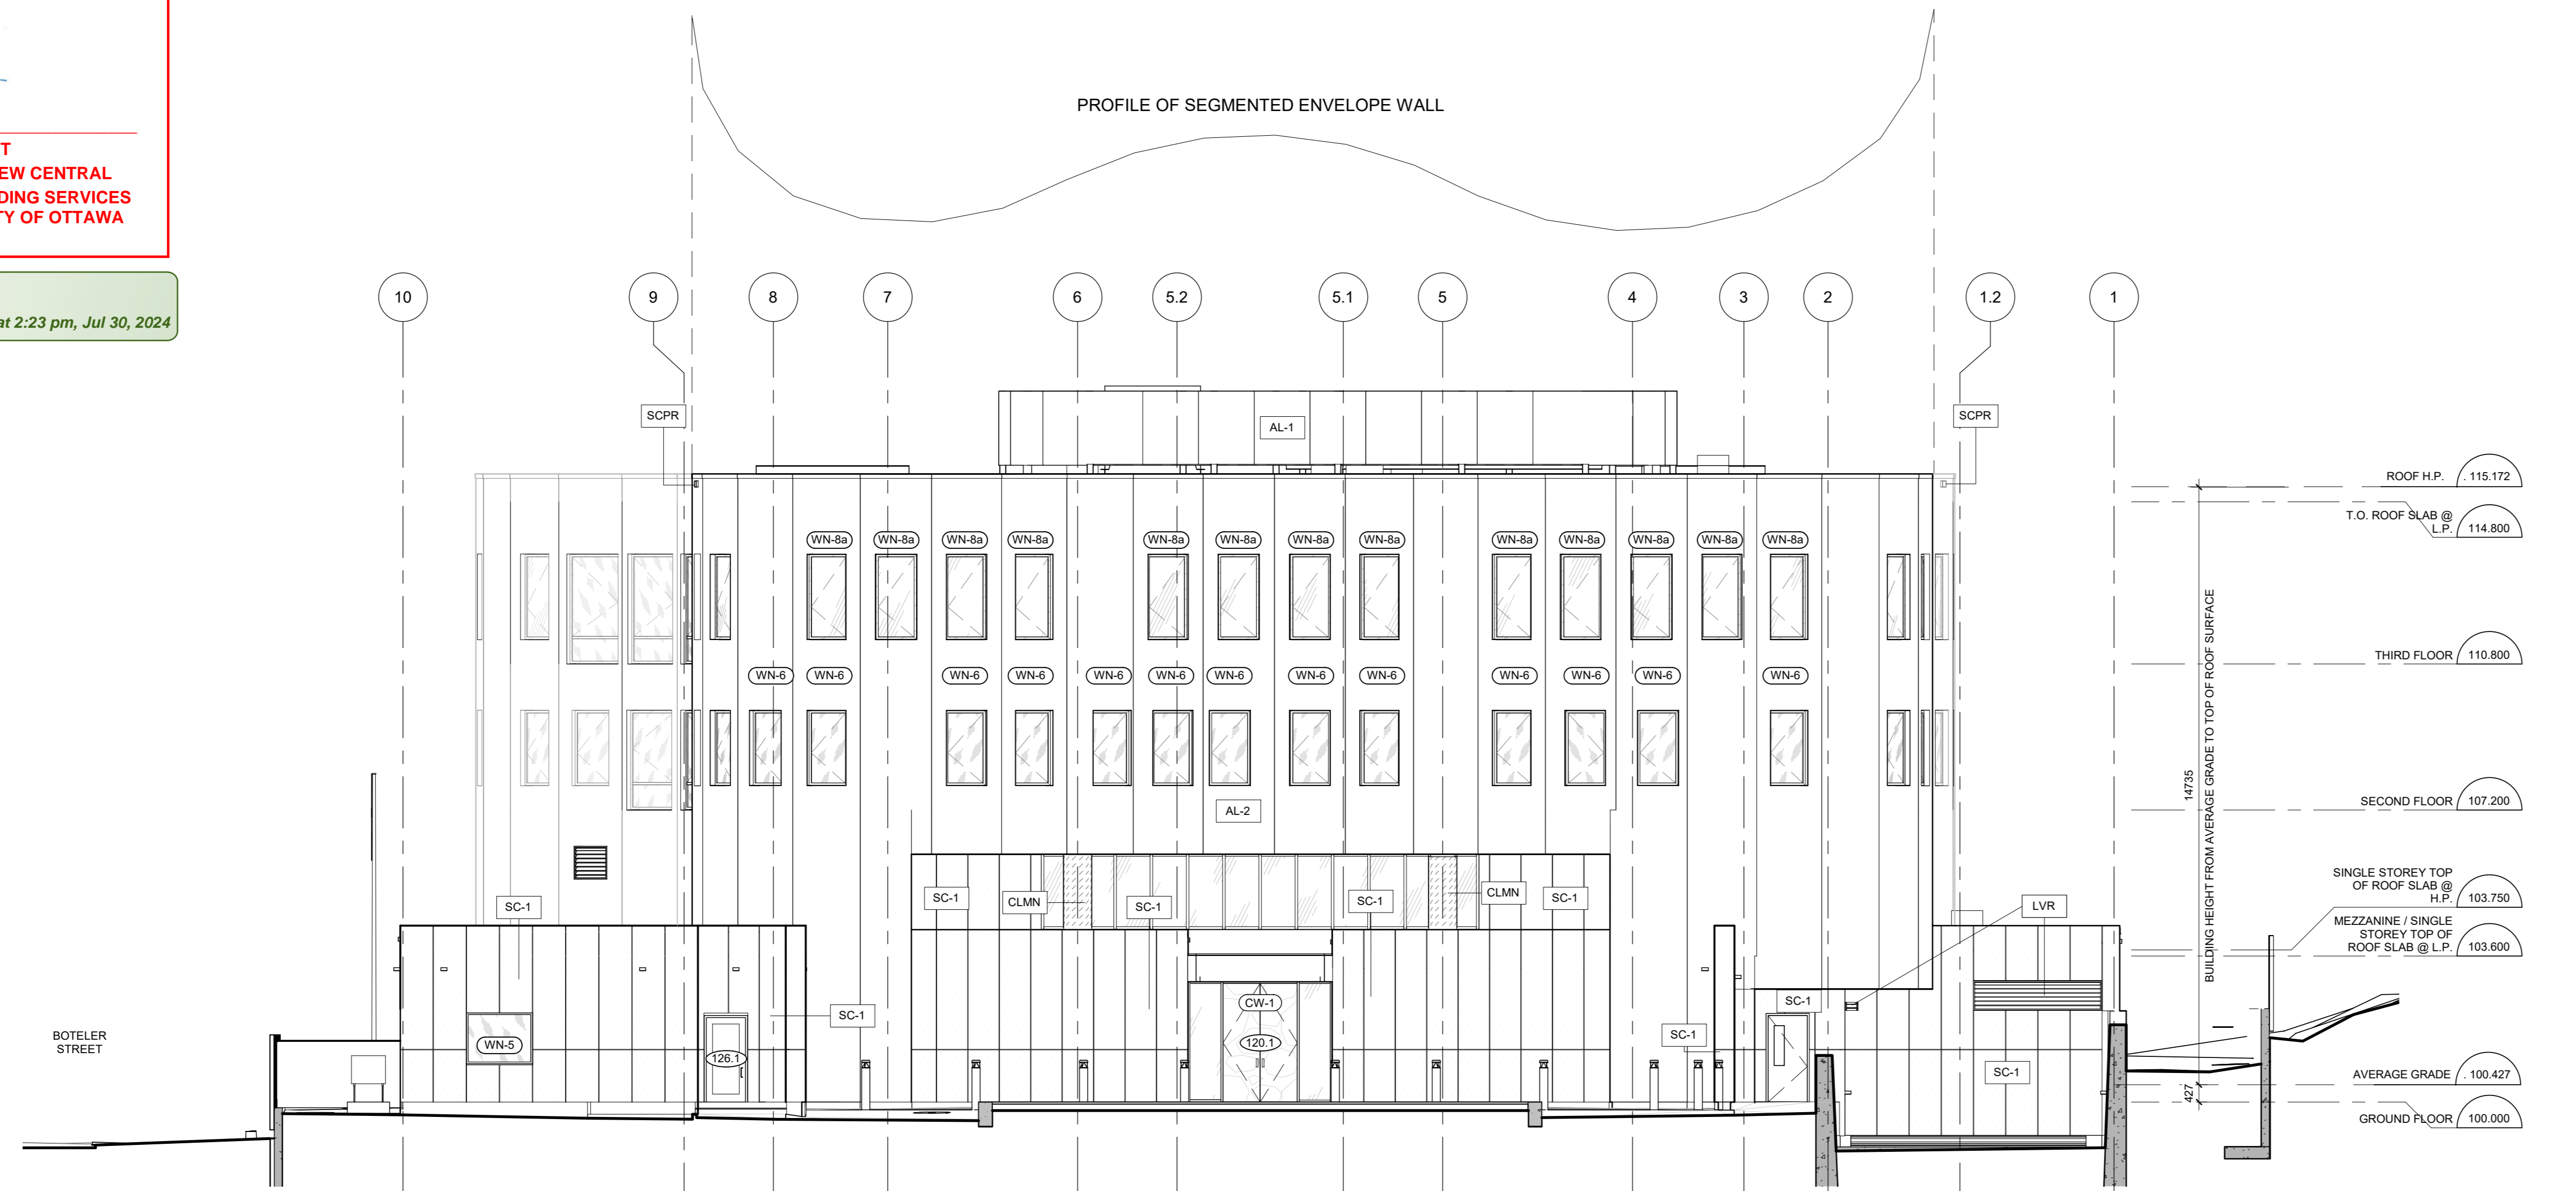 T
EW CENTRAL
DING SERVICES
TY OF OTTAWA
at 2:23 pm, Jul 30, 2024
PROFILE OF SEGMENTED ENVELOPE WALL
10 9 8 7 6 5.2 5.1 5 4 3 2 1.2 1
SCPR SCPR
AL-1
ROOF H.P. .115.172
T.O. ROOF SLAB @
L.P. 114.800
WN-8a WN-8a WN-8a WN-8a WN-8a WN-8a WN-8a WN-8a WN-8a WN-8a WN-8a WN-8a WN-8a
THIRD FLOOR 110.800
WN-6 WN-6 WN-6 WN-6 WN-6 WN-6 WN-6 WN-6 WN-6 WN-6 WN-6 WN-6 WN-6
BUILDING HEIGHT FROM AVERAGE GRADE TO TOP OF ROOF SURFACE
14735
SECOND FLOOR 107.200
AL-2
SINGLE STOREY TOP
OF ROOF SLAB @
H.P. 103.750
SC-1 SC-1 CLMN SC-1 SC-1 CLMN SC-1 LVR
MEZZANINE / SINGLE
STOREY TOP OF
ROOF SLAB @ L.P. 103.600
CW-1 SC-1
SC-1
BOTELER
STREET
WN-5 126.1 120.1 SC-1
SC-1
AVERAGE GRADE .100.427
427
GROUND FLOOR 100.000